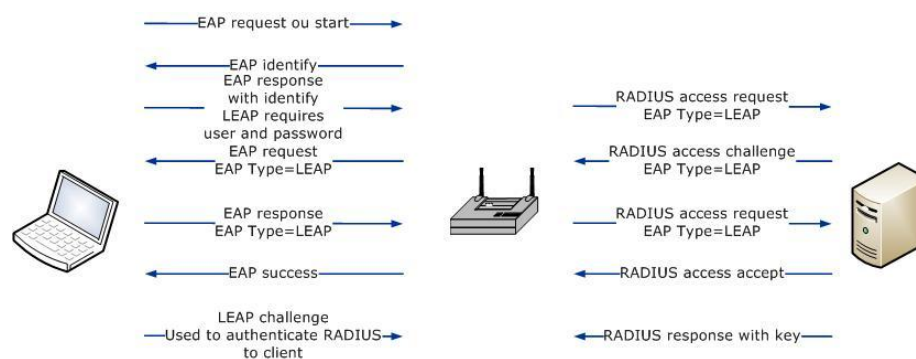 EAP request ou start
EAP identify
EAP response
with identify
LEAP requires
user and password
RADIUS access request
EAP Type=LEAP
EAP request
EAP Type=LEAP
RADIUS access challenge
EAP Type=LEAP
EAP response
EAP Type=LEAP
RADIUS access request
EAP Type=LEAP
EAP success
RADIUS access accept
LEAP challenge
Used to authenticate RADIUS
to client
RADIUS response with key